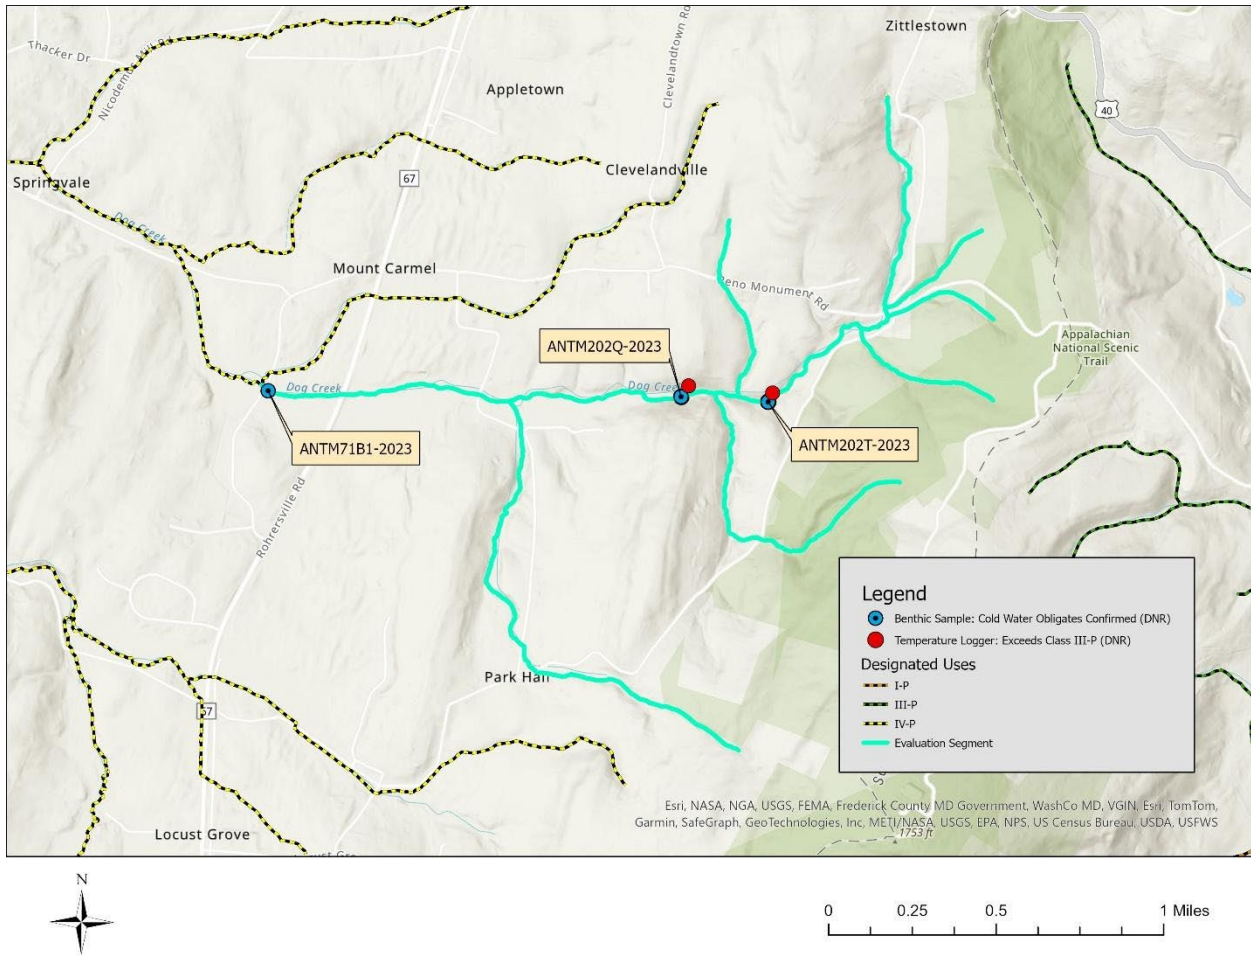 Zittlestown
Thacker Dr
Nicodemus Mill Rd
Appletown
Clevelandtown Rd
40
Springvale
67
Clevelandville
Dog Creek
Mount Carmel
Reno Monument Rd
ANTM202Q-2023
Appalachian
National Scenic
Trail
Dog Creek
Dog Creek
ANTM71B1-2023
ANTM202T-2023
Rohrersville Rd
Park Hall
67
Locust Grove
Legend
Benthic Sample: Cold Water Obligates Confirmed (DNR)
Temperature Logger: Exceeds Class III-P (DNR)
Designated Uses
I-P
III-P
IV-P
Evaluation Segment
Esri, NASA, NGA, USGS, FEMA, Frederick County MD Government, WashCo MD, VGIN, Esri, TomTom,
Garmin, SafeGraph, GeoTechnologies, Inc, METI/NASA, USGS, EPA, NPS, US Census Bureau, USDA, USFWS
1753 ft
N
0 0.25 0.5 1 Miles